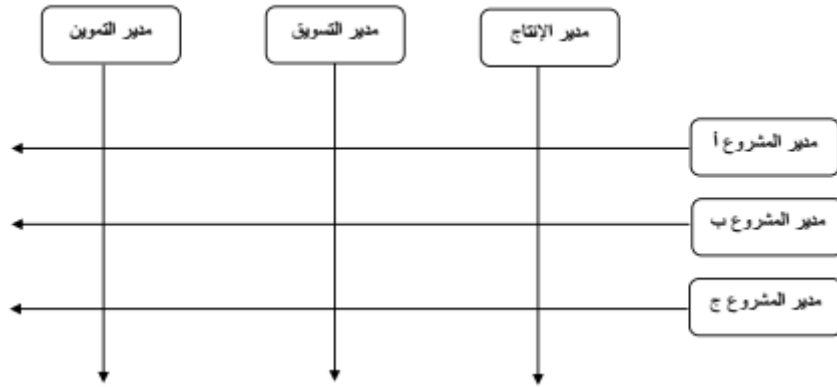 مدير الإنتاج
مدير التسويق
مدير التموين
مدير المشروع أ
مدير المشروع ب
مدير المشروع ج